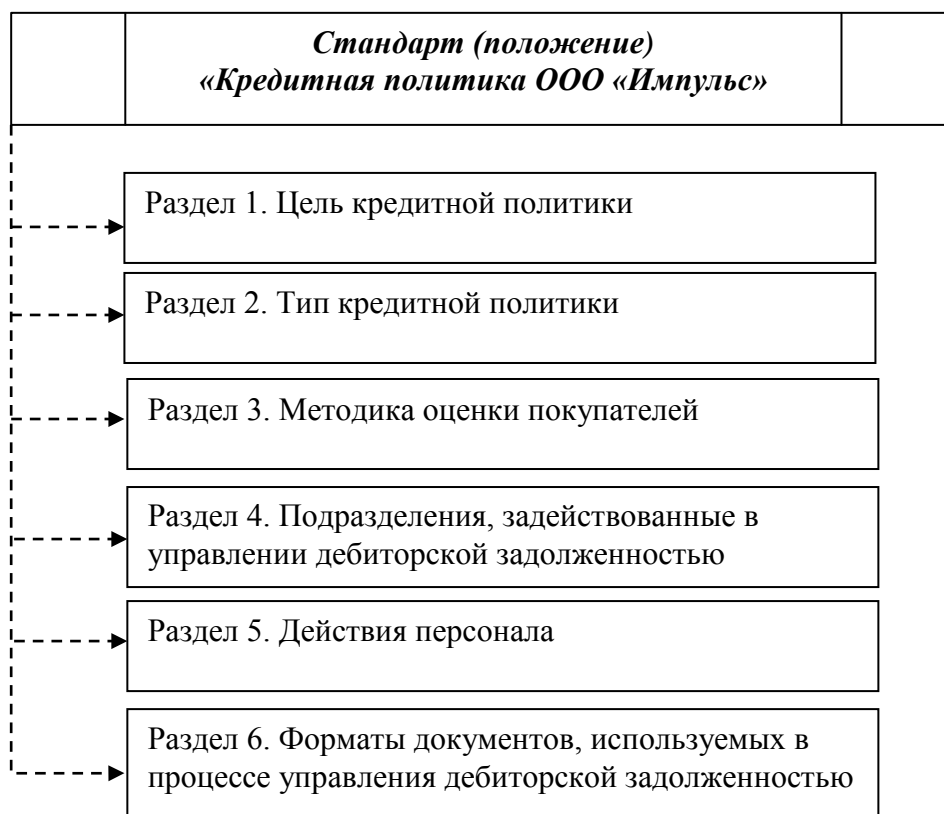 Стандарт (положение)
«Кредитная политика ООО «Импульс»
Раздел 1. Цель кредитной политики
Раздел 2. Тип кредитной политики
Раздел 3. Методика оценки покупателей
Раздел 4. Подразделения, задействованные в
управлении дебиторской задолженностью
Раздел 5. Действия персонала
Раздел 6. Форматы документов, используемых в
процессе управления дебиторской задолженностью